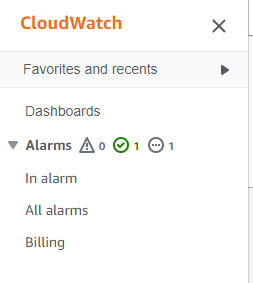 CloudWatch
Favorites and recents
Dashboards
Alarms 0 1 1
In alarm
All alarms
Billing